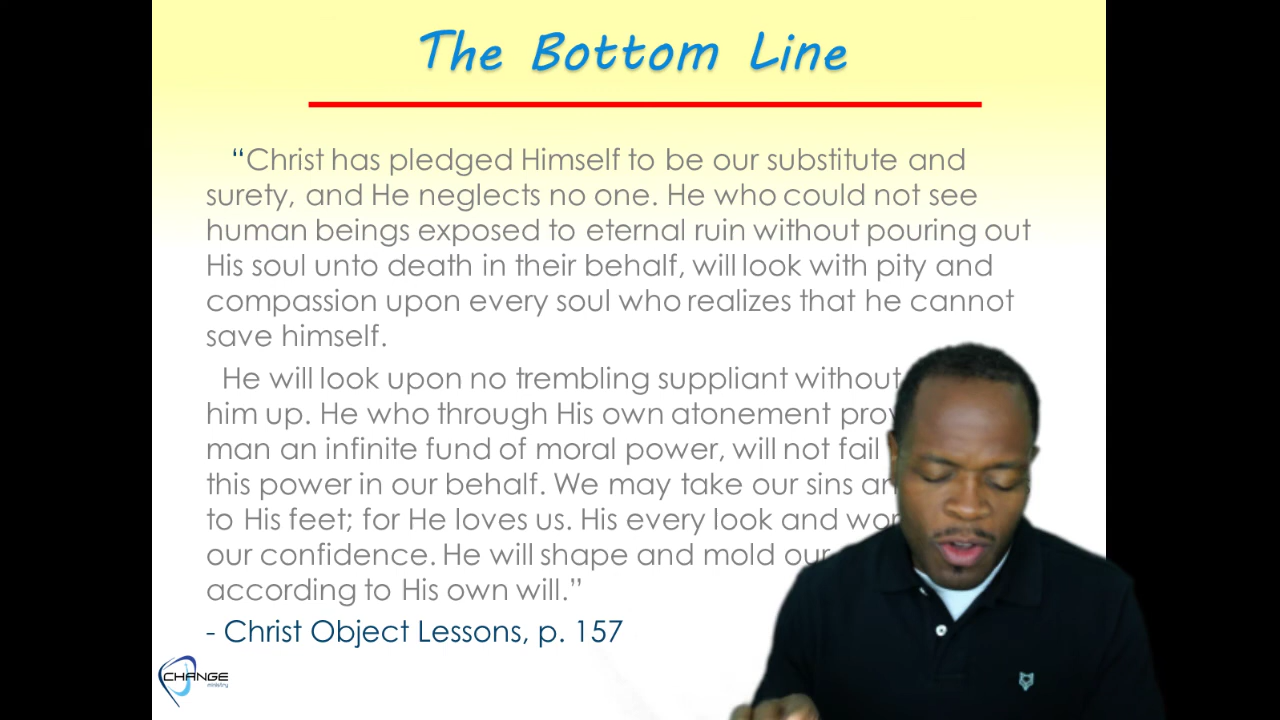 The Bottom Line
“Christ has pledged Himself to be our substitute and
surety, and He neglects no one. He who could not see
human beings exposed to eternal ruin without pouring out
His soul unto death in their behalf, will look with pity and
compassion upon every soul who realizes that he cannot
save himself.
He will look upon no trembling suppliant without
him up. He who through His own atonement
man an infinite fund of moral power, will not fail
this power in our behalf. We may take our sins
to His feet; for He loves us. His every look and
our confidence. He will shape and mold our
according to His own will.”
- Christ Object Lessons, p. 157
CHANGE
ministry